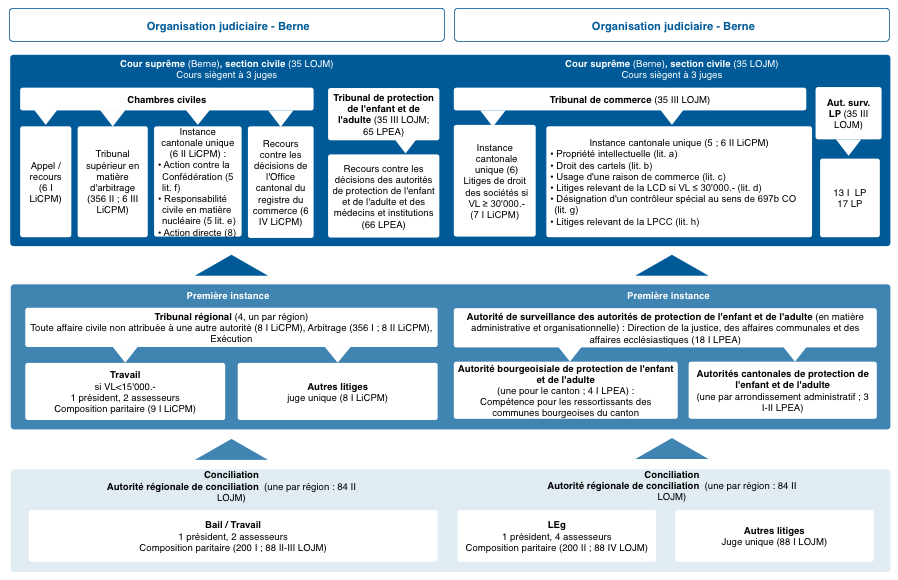 Organisation judiciaire - Berne
Organisation judiciaire - Berne
Cour suprême (Berne), section civile (35 LOJM)
Cours siègent à 3 juges
Chambres civiles
Appel /
recours
(6 I
LiCPM)
Tribunal
supérieur en
matière
d'arbitrage
(356 II ; 6 III
LiCPM)
Instance
cantonale unique
(6 II LiCPM) :
• Action contre la
Confédération (5
lit. f)
• Responsabilité
civile en matière
nucléaire (5 lit. e)
• Action directe (8)
Recours
contre les
décisions de
l'Office
cantonal du
registre du
commerce (6
IV LiCPM)
Tribunal de protection
de l'enfant et de
l'adulte (35 III LOJM;
65 LPEA)
Recours contre les
décisions des autorités
de protection de l'enfant
et de l'adulte et des
médecins et institutions
(66 LPEA)
Cour suprême (Berne), section civile (35 LOJM)
Cours siègent à 3 juges
Tribunal de commerce (35 III LOJM)
Instance
cantonale
unique (6)
Litiges de droit
des sociétés si
VL ≥ 30'000.-
(7 I LiCPM)
Instance cantonale unique (5 ; 6 II LiCPM)
• Propriété intellectuelle (lit. a)
• Droit des cartels (lit. b)
• Usage d'une raison de commerce (lit. c)
• Litiges relevant de la LCD si VL ≤ 30'000.- (lit. d)
• Désignation d'un contrôleur spécial au sens de 697b CO
(lit. g)
• Litiges relevant de la LPCC (lit. h)
Aut. surv.
LP (35 III
LOJM)
13 I LP
17 LP
Première instance
Tribunal régional (4, un par région)
Toute affaire civile non attribuée à une autre autorité (8 I LiCPM), Arbitrage (356 I ; 8 II LiCPM),
Exécution
Travail
si VL<15'000.-
1 président, 2 assesseurs
Composition paritaire (9 I LiCPM)
Autres litiges
juge unique (8 I LiCPM)
Première instance
Autorité de surveillance des autorités de protection de l'enfant et de l'adulte (en matière
administrative et organisationnelle) : Direction de la justice, des affaires communales et des
affaires ecclésiastiques (18 I LPEA)
Autorité bourgeoisiale de protection de l'enfant
et de l'adulte
(une pour le canton ; 4 I LPEA) :
Compétence pour les ressortissants des
communes bourgeoises du canton
Autorités cantonales de protection de
l'enfant et de l'adulte
(une par arrondissement administratif ; 3
I-II LPEA)
Conciliation
Autorité régionale de conciliation (une par région : 84 II
LOJM)
Bail / Travail
1 président, 2 assesseurs
Composition paritaire (200 I ; 88 II-III LOJM)
Conciliation
Autorité régionale de conciliation (une par région : 84 II
LOJM)
LEg
1 président, 4 assesseurs
Composition paritaire (200 II ; 88 IV LOJM)
Autres litiges
Juge unique (88 I LOJM)